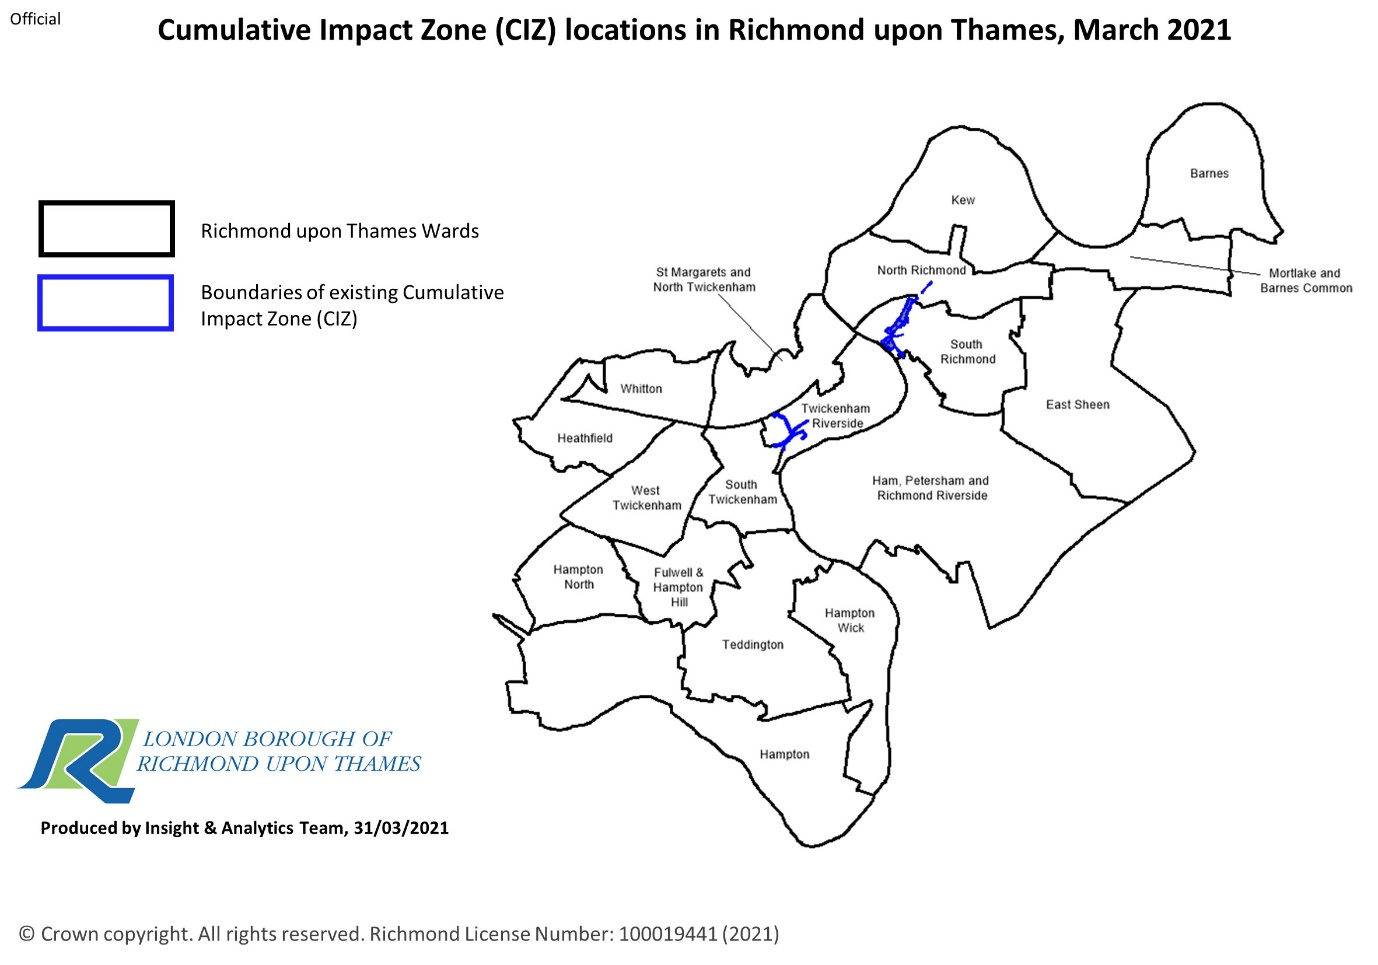 Official
Cumulative Impact Zone (CIZ) locations in Richmond upon Thames, March 2021
Richmond upon Thames Wards
Boundaries of existing Cumulative
Impact Zone (CIZ)
Barnes
Kew
North Richmond
St Margarets and
North Twickenham
Mortlake and
Barnes Common
South
Richmond
Whitton
East Sheen
Twickenham
Riverside
Heathfield
West
Twickenham
South
Twickenham
Ham, Petersham and
Richmond Riverside
Hampton
North
Fulwell &
Hampton
Hill
Hampton
Wick
Teddington
Hampton
LONDON BOROUGH OF
RICHMOND UPON THAMES
Produced by Insight & Analytics Team, 31/03/2021
© Crown copyright. All rights reserved. Richmond License Number: 100019441 (2021)